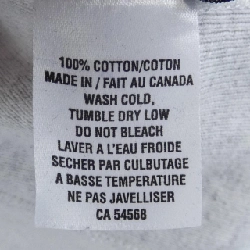 100% COTTON/COTON
MADE IN / FAIT AU CANADA
WASH COLD,
TUMBLE DRY LOW
DO NOT BLEACH
LAVER A L'EAU FROIDE
SECHER PAR CULBUTAGE
A BASSE TEMPERATURE
NE PAS JAVELLISER
CA 54568